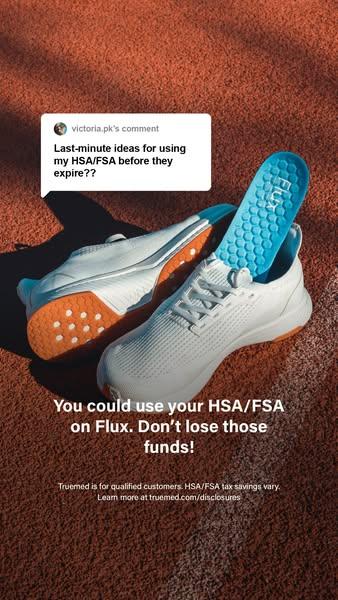 victoria.pk's comment
Last-minute ideas for using
my HSA/FSA before they
expire??
FLUX
You could use your HSA/FSA
on Flux. Don't lose those
funds!
Truemed is for qualified customers. HSA/FSA tax savings vary.
Learn more at truemed.com/disclosures